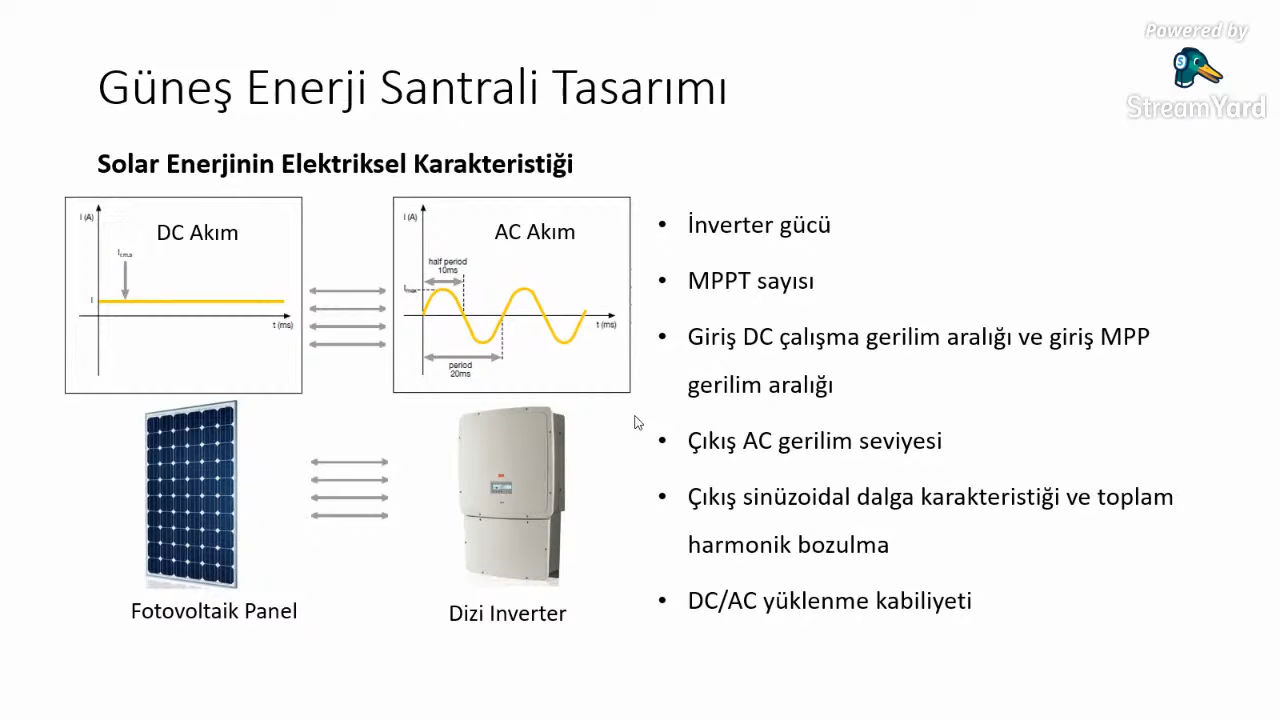 Powered by
StreamYard
Güneş Enerji Santrali Tasarımı
Solar Enerjinin Elektriksel Karakteristiği
I (A)
DC Akım
I r.m.s
I
t (ms)
I (A)
AC Akım
half period
10ms
I max
t (ms)
period
20ms
Fotovoltaik Panel
Dizi Inverter
• İnverter gücü
• MPPT sayısı
• Giriş DC çalışma gerilim aralığı ve giriş MPP
gerilim aralığı
• Çıkış AC gerilim seviyesi
• Çıkış sinüzoidal dalga karakteristiği ve toplam
harmonik bozulma
• DC/AC yüklenme kabiliyeti